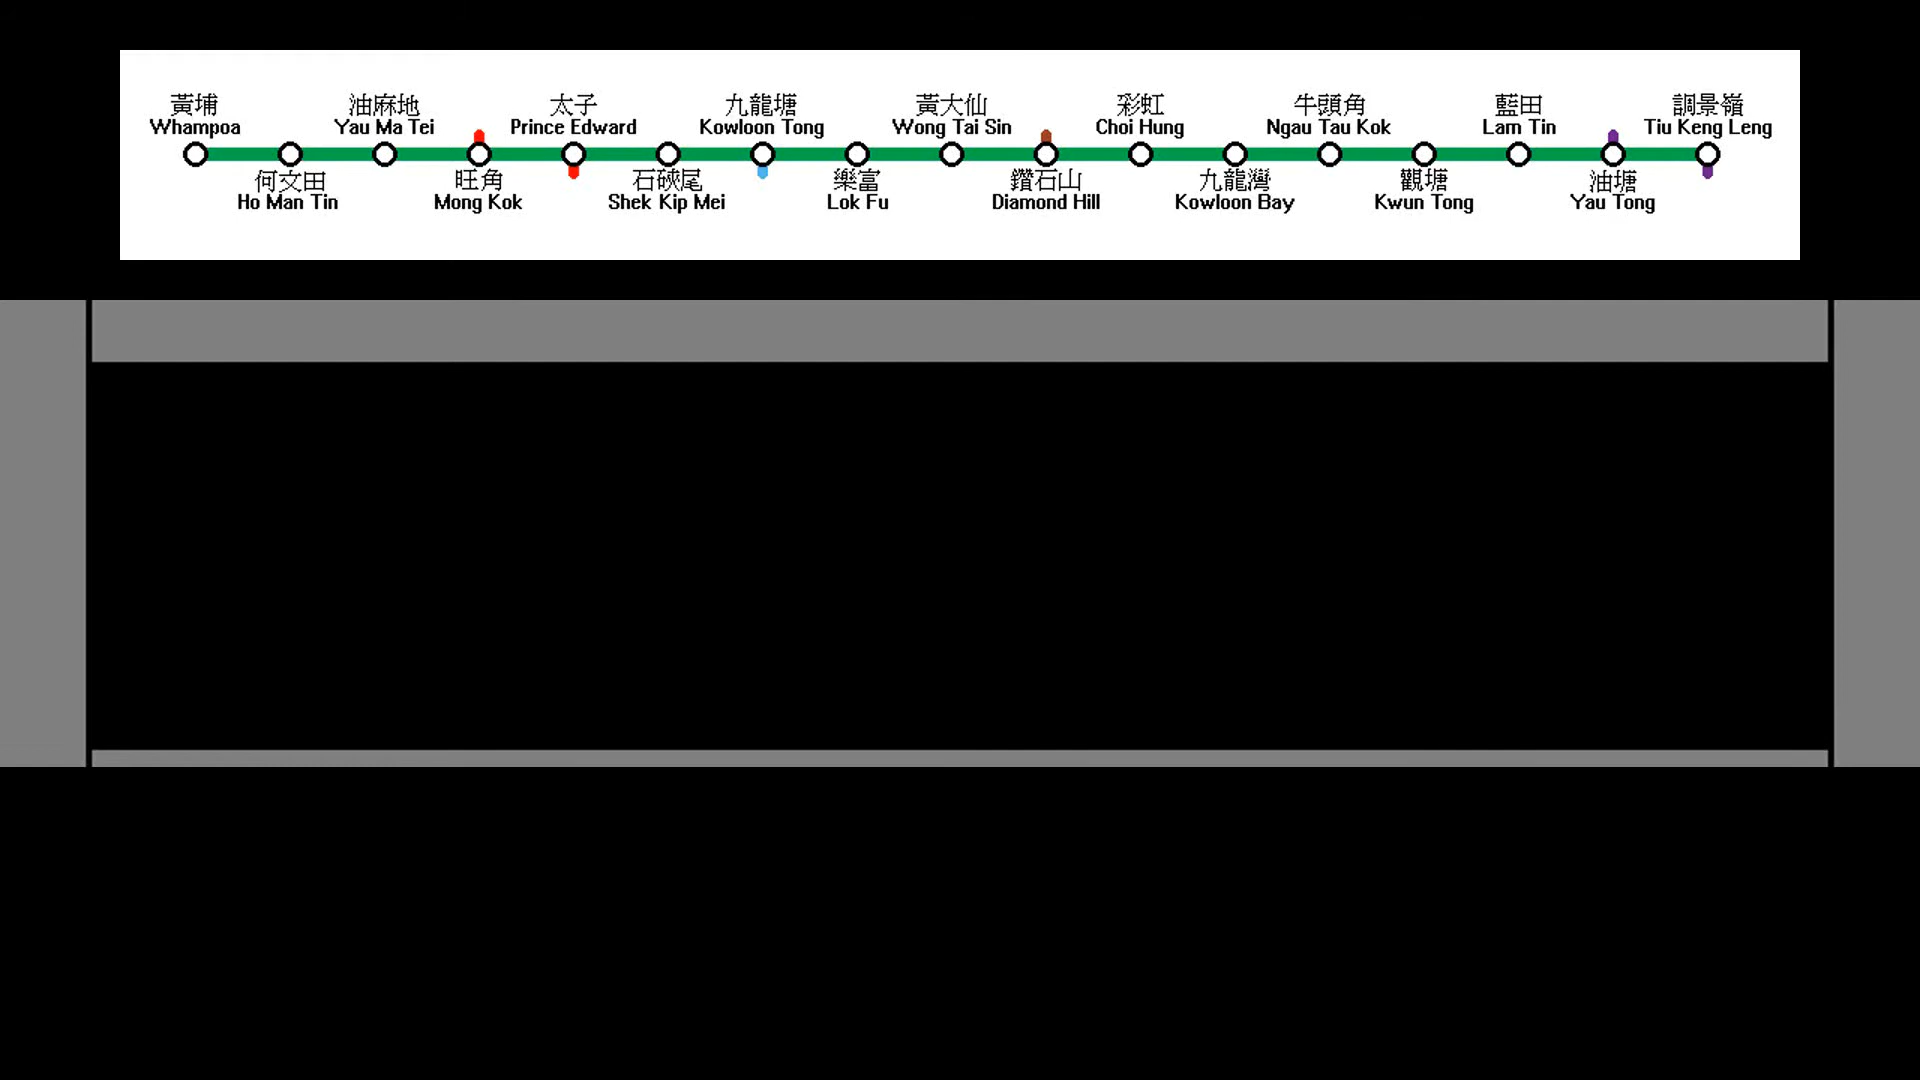 黃埔
Whampoa
何文田
Ho Man Tin
油麻地
Yau Ma Tei
旺角
Mong Kok
太子
Prince Edward
石硤尾
Shek Kip Mei
九龍塘
Kowloon Tong
樂富
Lok Fu
黃大仙
Wong Tai Sin
鑽石山
Diamond Hill
彩虹
Choi Hung
九龍灣
Kowloon Bay
牛頭角
Ngau Tau Kok
觀塘
Kwun Tong
藍田
Lam Tin
油塘
Yau Tong
調景嶺
Tiu Keng Leng